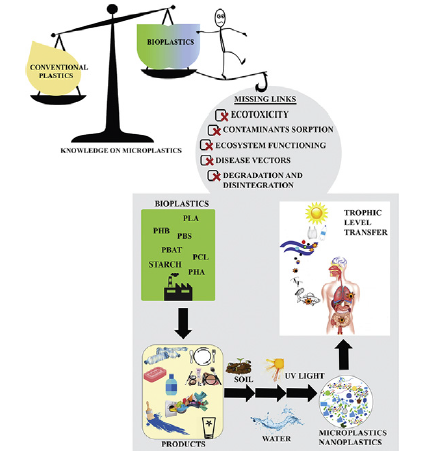 BIOPLASTICS
CONVENTIONAL
PLASTICS
KNOWLEDGE ON MICROPLASTICS
MISSING LINKS
ECOTOXICITY
CONTAMINANTS SORPTION
ECOSYSTEM FUNCTIONING
DISEASE VECTORS
DEGRADATION AND
DISINTEGRATION
BIOPLASTICS
PLA
PHB
PBS
PBAT
PCL
STARCH
PHA
TROPHIC
LEVEL
TRANSFER
SOIL
UV LIGHT
WATER
PRODUCTS
MICROPLASTICS
NANOPLASTICS